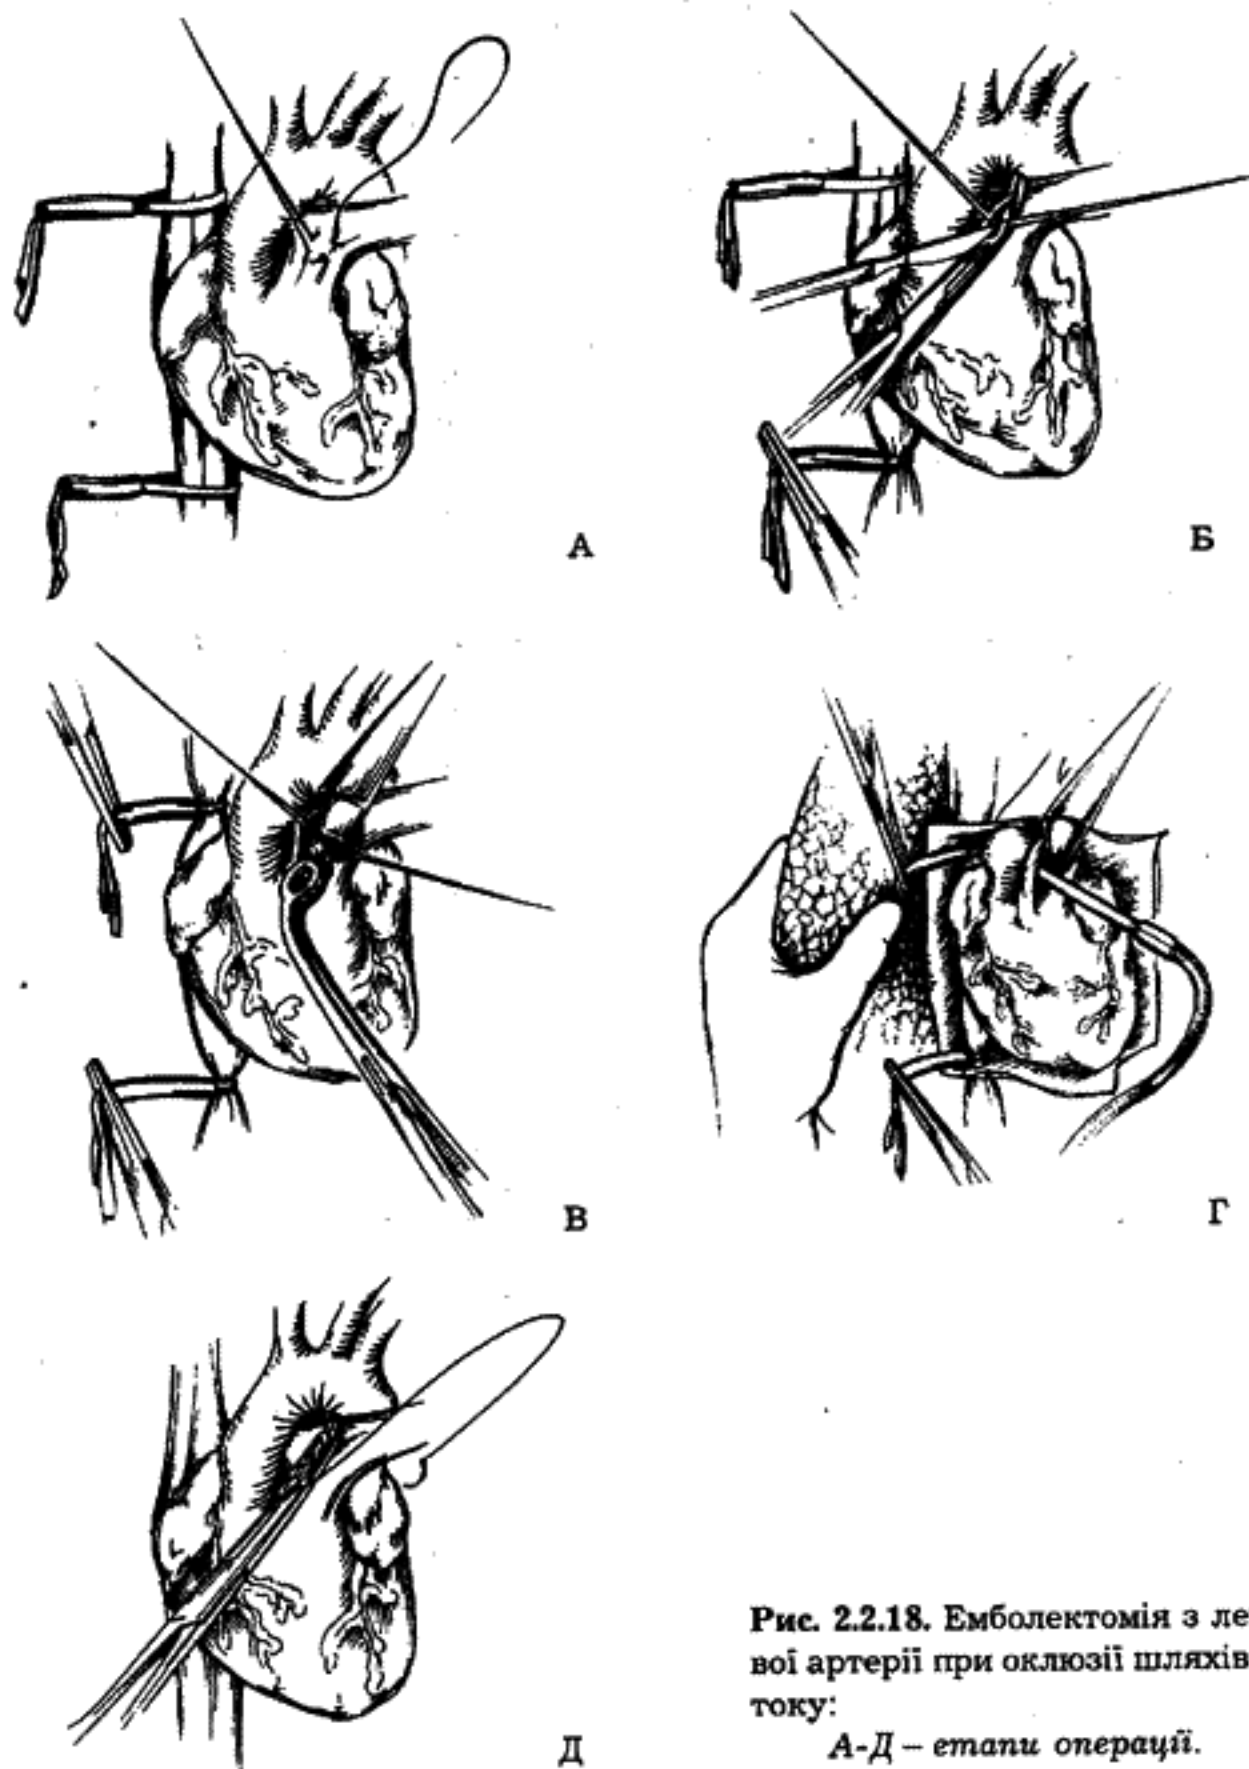 А
Б
В
Г
Д
Рис. 2.2.18. Емболектомія з ле
вої артерії при оклюзії шляхів
току:
А-Д – етапи операції.